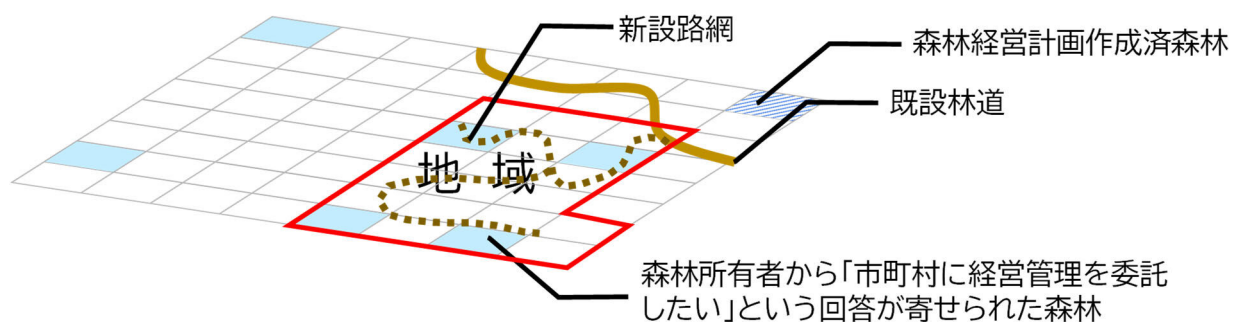 新設路網
森林経営計画作成済森林
既設林道
地域
森林所有者から「市町村に経営管理を委託
したい」という回答が寄せられた森林